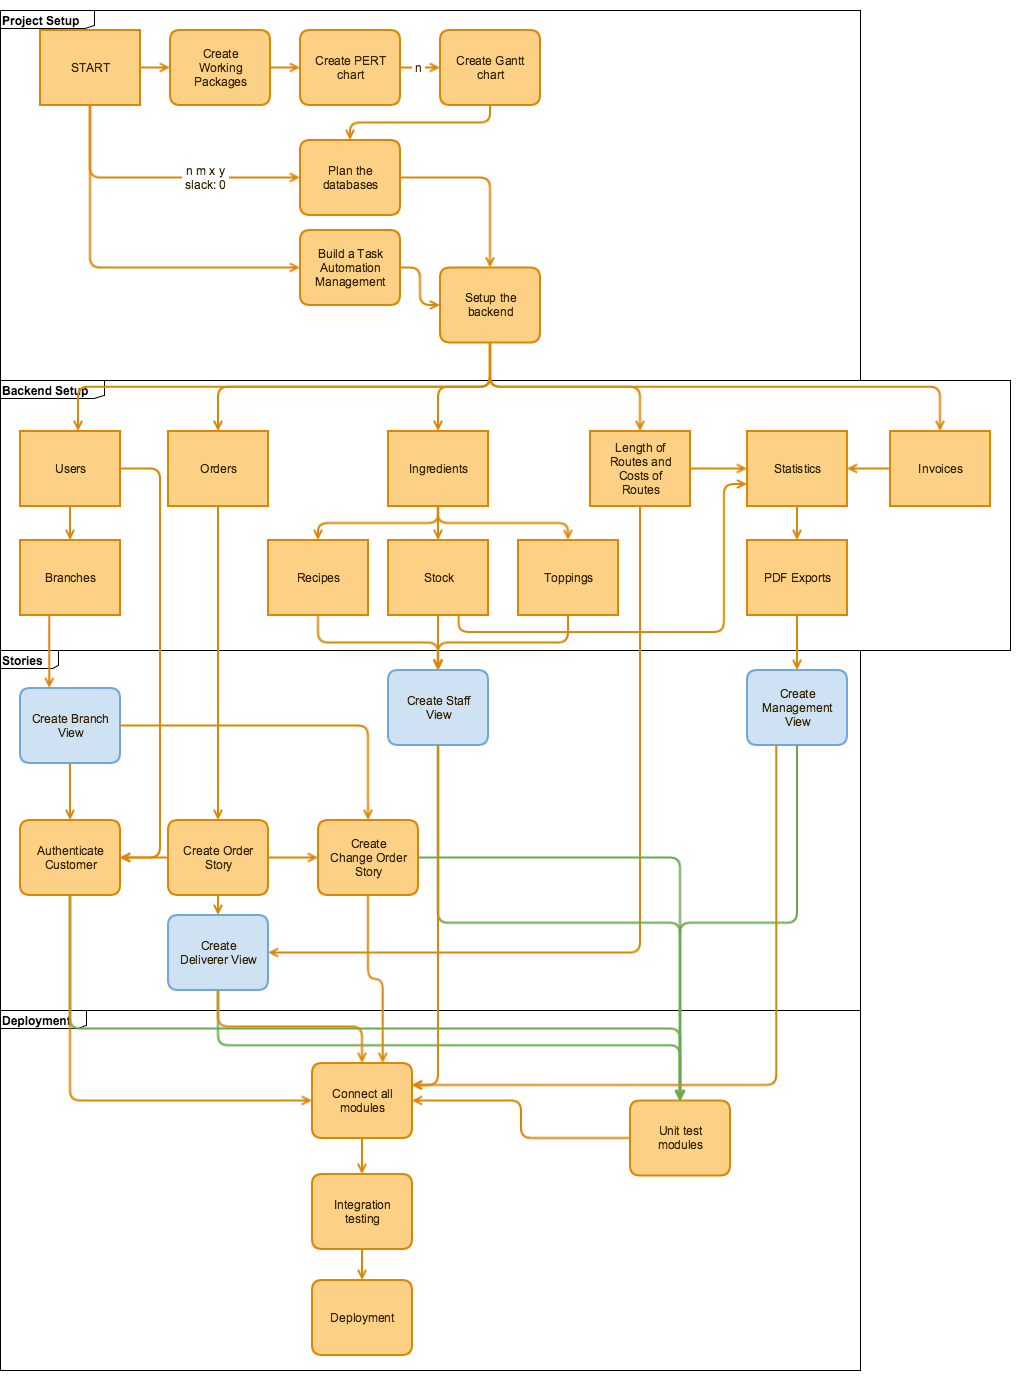 Project Setup
START
Create
Working
Packages
Create PERT
chart
n
Create Gantt
chart
n m x y
slack: 0
Plan the
databases
Build a Task
Automation
Management
Setup the
backend
Backend Setup
Users
Orders
Ingredients
Length of
Routes and
Costs of
Routes
Statistics
Invoices
Branches
Recipes
Stock
Toppings
PDF Exports
Stories
Create Branch
View
Create Staff
View
Create
Management
View
Authenticate
Customer
Create Order
Story
Create
Change Order
Story
Create
Deliverer View
Deployment
Connect all
modules
Unit test
modules
Integration
testing
Deployment